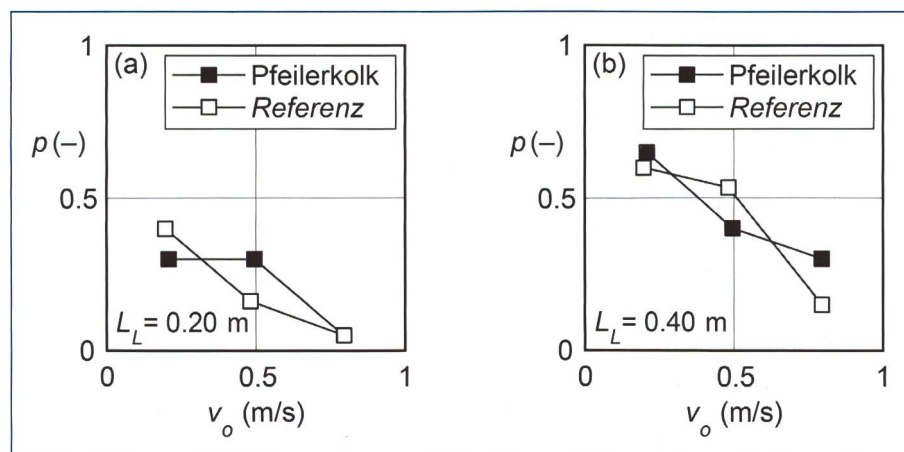 1
(a)
Pfeilerkolk
Referenz
p (–)
0.5
L_L = 0.20 m
0
0 0.5 1
v_o (m/s)
1
(b)
Pfeilerkolk
Referenz
p (–)
0.5
L_L = 0.40 m
0
0 0.5 1
v_o (m/s)